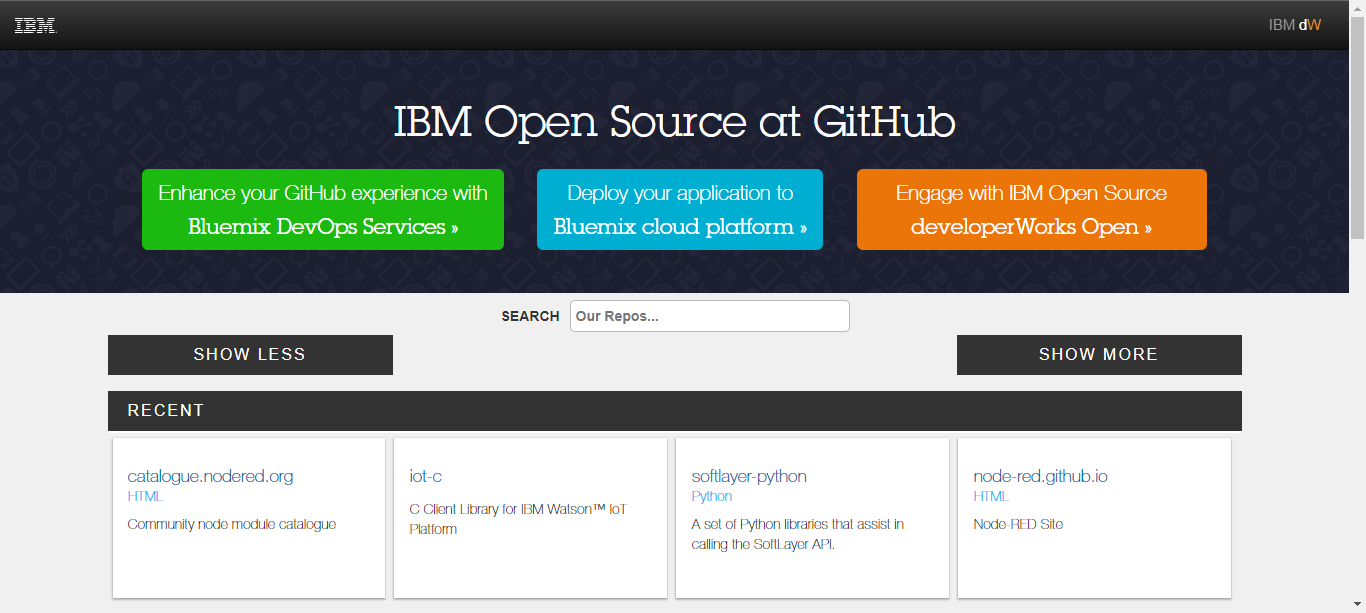 IBM
IBM dW
IBM Open Source at GitHub
Enhance your GitHub experience with
Bluemix DevOps Services »
Deploy your application to
Bluemix cloud platform »
Engage with IBM Open Source
developerWorks Open »
SEARCH Our Repos...
SHOW LESS
SHOW MORE
RECENT
catalogue.nodered.org
HTML
Community node module catalogue
iot-c
C Client Library for IBM Watson™ IoT
Platform
softlayer-python
Python
A set of Python libraries that assist in
calling the SoftLayer API.
node-red.github.io
HTML
Node-RED Site